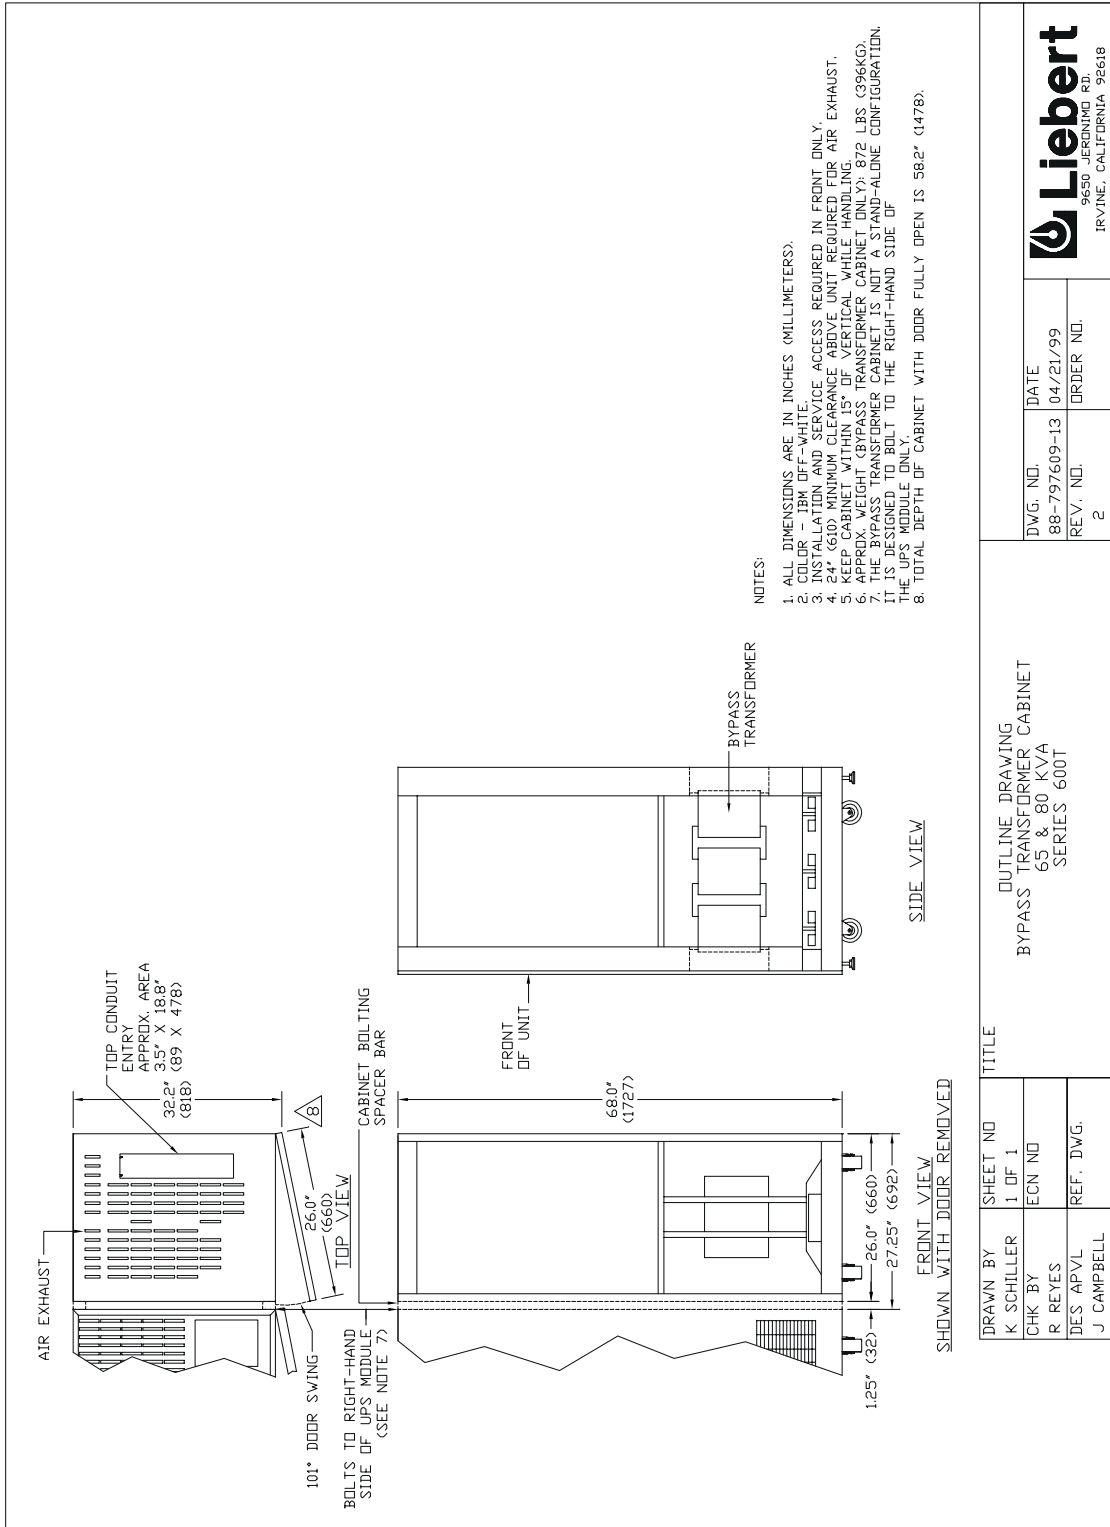 AIR EXHAUST
TOP CONDUIT
ENTRY
APPROX. AREA
3.5" X 18.8"
(89 X 478)
32.2"
(818)
8
26.0"
(660)
TOP VIEW
101° DOOR SWING
BOLTS TO RIGHT-HAND
SIDE OF UPS MODULE
(SEE NOTE 7)
CABINET BOLTING
SPACER BAR
68.0"
(1727)
26.0" (660)
27.25" (692)
1.25" (32)
FRONT VIEW
SHOWN WITH DOOR REMOVED
FRONT
OF UNIT
BYPASS
TRANSFORMER
SIDE VIEW
NOTES:
1. ALL DIMENSIONS ARE IN INCHES (MILLIMETERS).
2. COLOR - IBM OFF-WHITE.
3. INSTALLATION AND SERVICE ACCESS REQUIRED IN FRONT ONLY.
4. 24" (610) MINIMUM CLEARANCE ABOVE UNIT REQUIRED FOR AIR EXHAUST.
5. KEEP CABINET WITHIN 15° OF VERTICAL WHILE HANDLING.
6. APPROX. WEIGHT (BYPASS TRANSFORMER CABINET ONLY): 872 LBS (396KG).
7. THE BYPASS TRANSFORMER CABINET IS NOT A STAND-ALONE CONFIGURATION.
IT IS DESIGNED TO BOLT TO THE RIGHT-HAND SIDE OF
THE UPS MODULE ONLY.
8. TOTAL DEPTH OF CABINET WITH DOOR FULLY OPEN IS 58.2" (1478).
DRAWN BY
K SCHILLER
CHK BY
R REYES
DES APVL
J CAMPBELL
SHEET NO
1 OF 1
ECN NO
REF. DWG.
TITLE
OUTLINE DRAWING
BYPASS TRANSFORMER CABINET
65 & 80 KVA
SERIES 600T
DWG. NO.
88-797609-13
REV. NO.
2
DATE
04/21/99
ORDER NO.
Liebert
9650 JERONIMO RD.
IRVINE, CALIFORNIA 92618